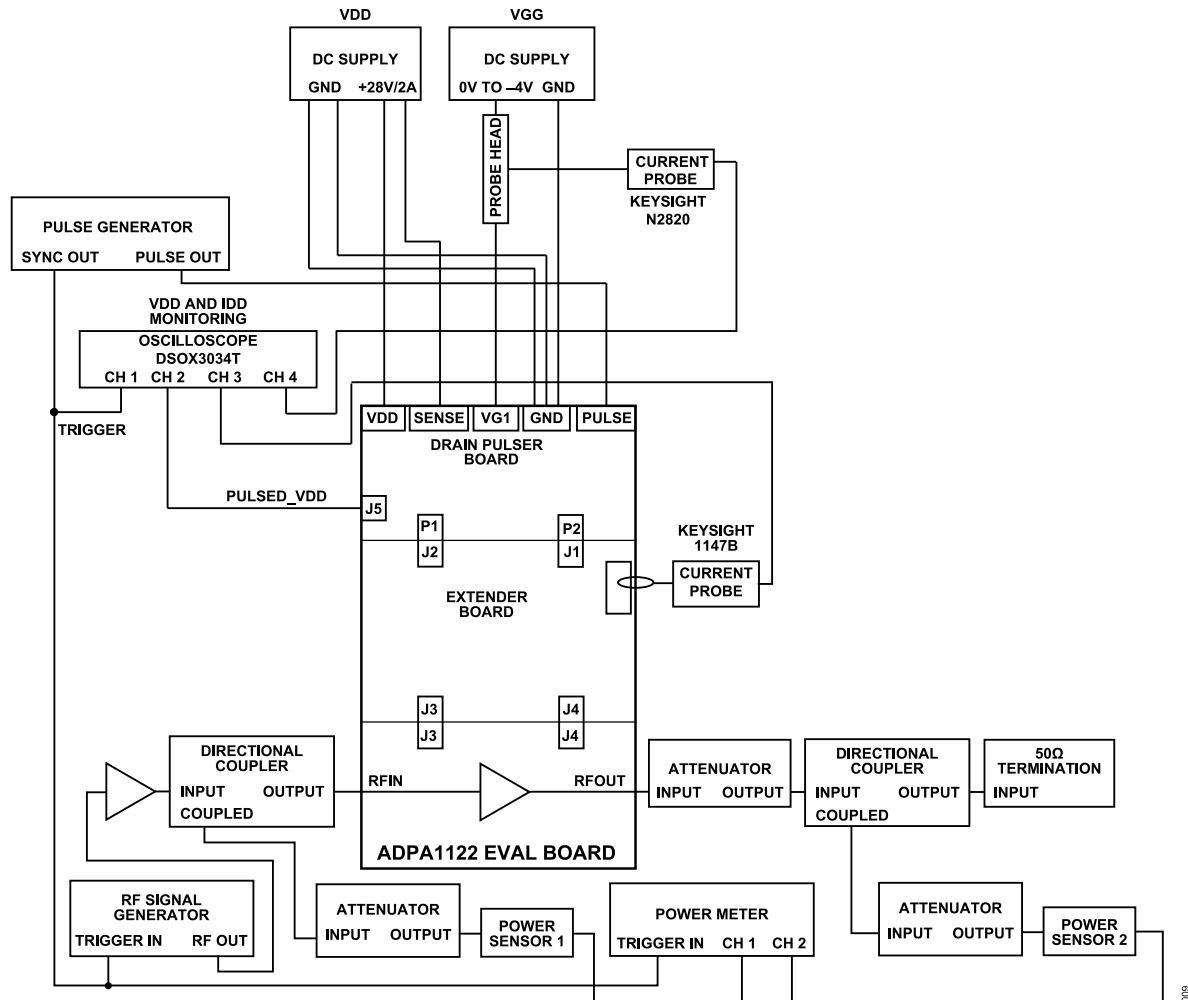 VDD
DC SUPPLY
GND +28V/2A
VGG
DC SUPPLY
0V TO –4V GND
PROBE HEAD
CURRENT
PROBE
KEYSIGHT
N2820
PULSE GENERATOR
SYNC OUT PULSE OUT
VDD AND IDD
MONITORING
OSCILLOSCOPE
DSOX3034T
CH 1 CH 2 CH 3 CH 4
TRIGGER
VDD SENSE VG1 GND PULSE
DRAIN PULSER
BOARD
PULSED_VDD
J5
P1 P2
J2 J1
KEYSIGHT
1147B
CURRENT
PROBE
EXTENDER
BOARD
J3 J4
J3 J4
DIRECTIONAL
COUPLER
INPUT OUTPUT
COUPLED
RFIN RFOUT
ADPA1122 EVAL BOARD
ATTENUATOR
INPUT OUTPUT
DIRECTIONAL
COUPLER
INPUT OUTPUT
COUPLED
50Ω
TERMINATION
INPUT
RF SIGNAL
GENERATOR
TRIGGER IN RF OUT
ATTENUATOR
INPUT OUTPUT
POWER
SENSOR 1
POWER METER
TRIGGER IN CH 1 CH 2
ATTENUATOR
INPUT OUTPUT
POWER
SENSOR 2
009